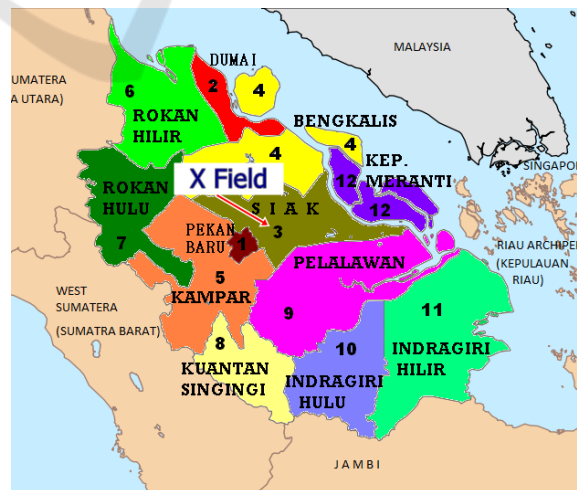 MALAYSIA
DUMAI
UMATERA
A UTARA)
6
2
4
ROKAN
HILIR
BENGKALIS
4
4
KEP.
MERANTI
SINGAPO
ROKAN
HULU
X Field
12
12
S I A K
7
PEKAN
BARU
1
3
PELALAWAN
RIAU ARCHIPE
(KEPULAUAN
RIAU)
5
KAMPAR
WEST
SUMATERA
(SUMATRA BARAT)
9
11
8
KUANTAN
SINGINGI
10
INDRAGIRI
HULU
INDRAGIRI
HILIR
J A M B I